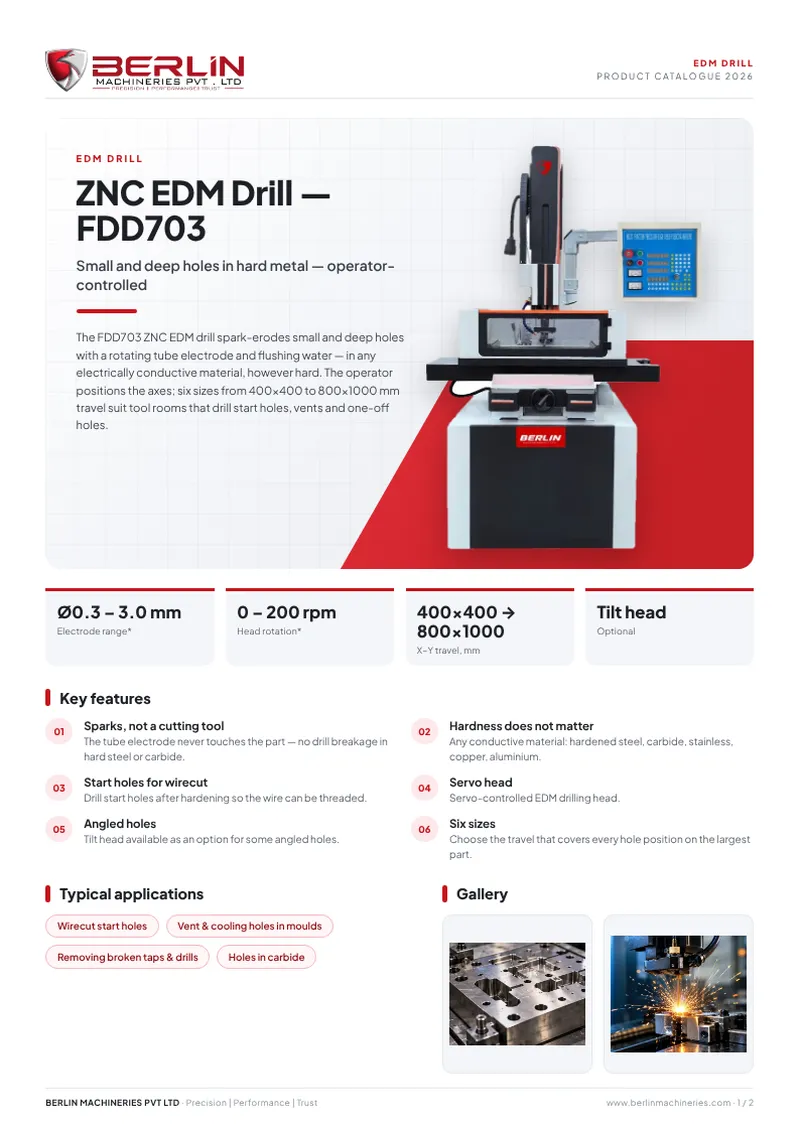 BERLIN
MACHINERIES PVT. LTD
EDM DRILL
PRODUCT CATALOGUE 2026
EDM DRILL
ZNC EDM Drill —
FDD703
Small and deep holes in hard metal — operator-
controlled
The FDD703 ZNC EDM drill spark-erodes small and deep holes
with a rotating tube electrode and flushing water — in any
electrically conductive material, however hard. The operator
positions the axes; six sizes from 400×400 to 800×1000 mm
travel suit tool rooms that drill start holes, vents and one-off
holes.
BERLIN
Ø0.3 – 3.0 mm
Electrode range*
0 – 200 rpm
Head rotation*
400×400 →
800×1000
X–Y travel, mm
Tilt head
Optional
Key features
01
Sparks, not a cutting tool
The tube electrode never touches the part — no drill breakage in
hard steel or carbide.
02
Hardness does not matter
Any conductive material: hardened steel, carbide, stainless,
copper, aluminium.
03
Start holes for wirecut
Drill start holes after hardening so the wire can be threaded.
04
Servo head
Servo-controlled EDM drilling head.
05
Angled holes
Tilt head available as an option for some angled holes.
06
Six sizes
Choose the travel that covers every hole position on the largest
part.
Typical applications
Wirecut start holes
Vent & cooling holes in moulds
Removing broken taps & drills
Holes in carbide
Gallery
BERLIN MACHINERIES PVT LTD · Precision | Performance | Trust
www.berlinmachineries.com · 1 / 2